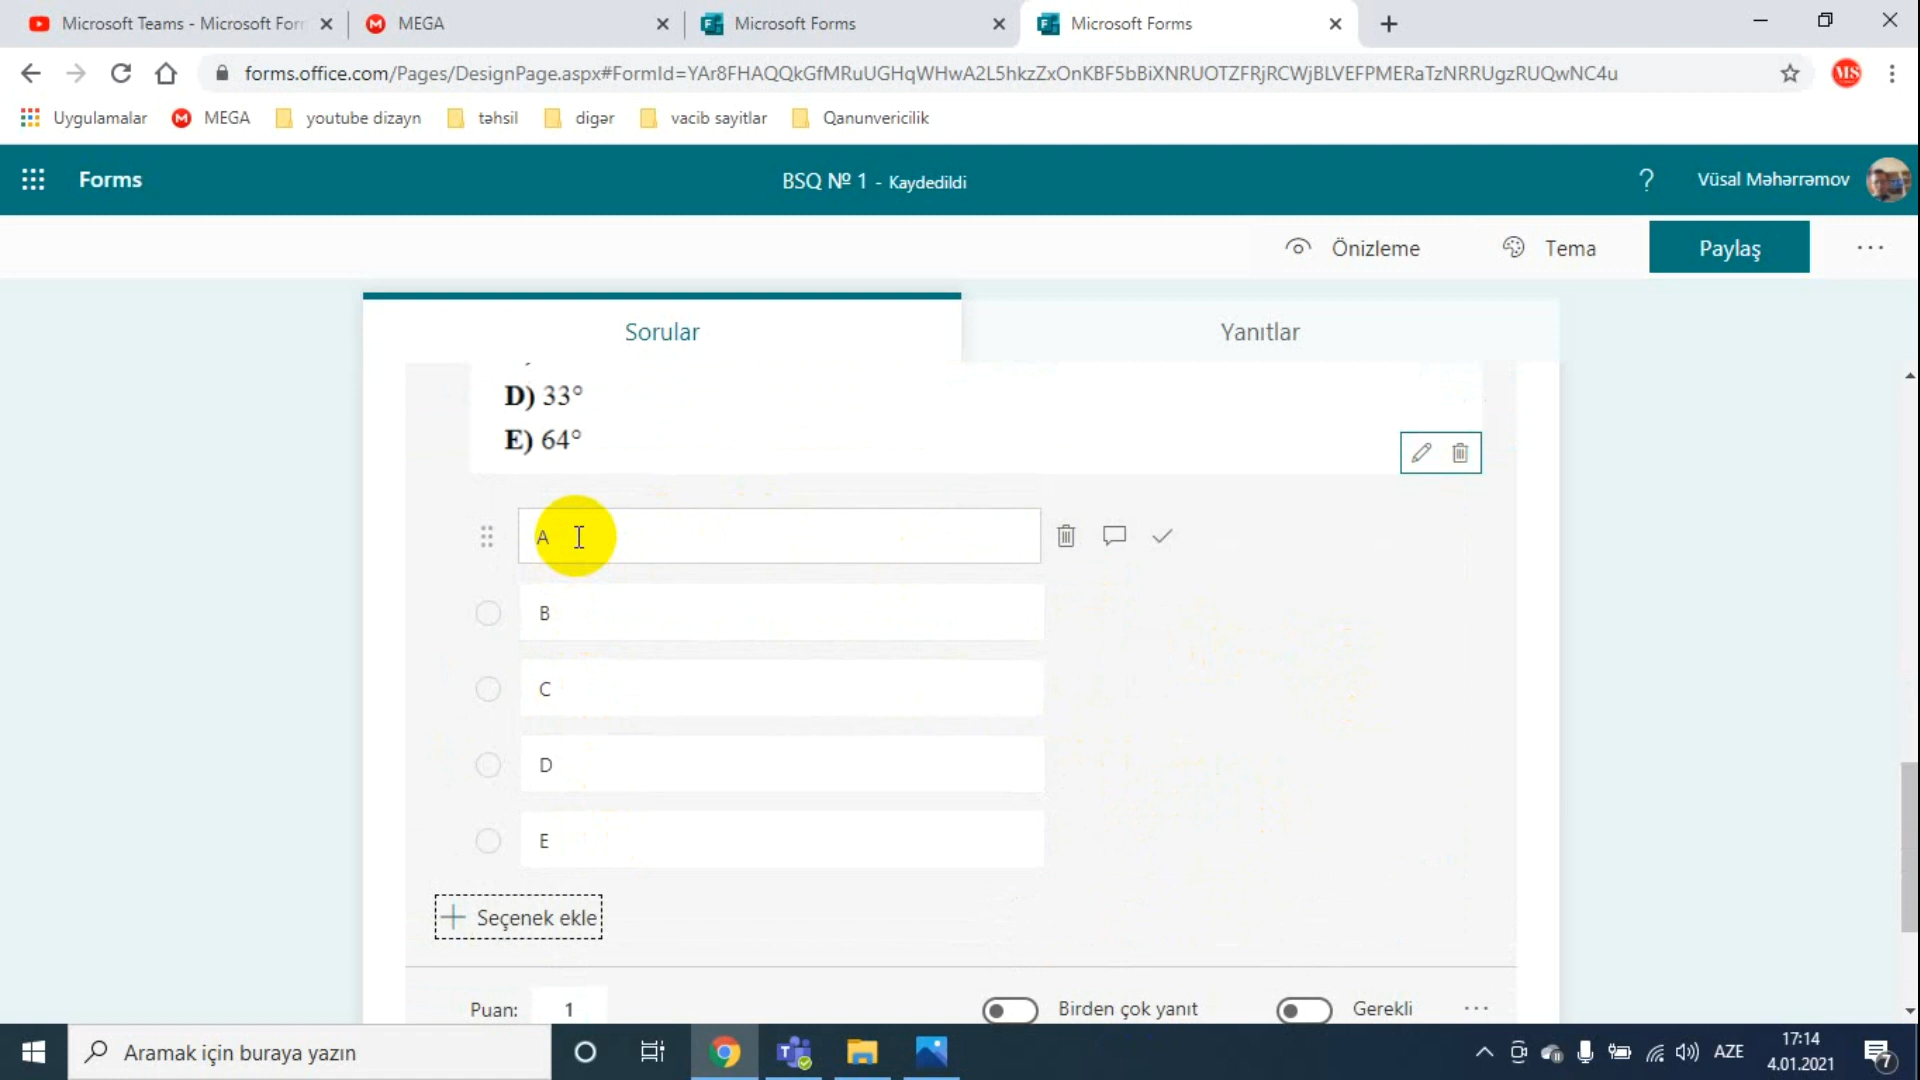 Microsoft Teams - Microsoft For
MEGA
Microsoft Forms
Microsoft Forms
forms.office.com/Pages/DesignPage.aspx#FormId=YAr8FHAQQkGfMRuUGHqWHwA2L5hkzZxOnKBF5bBiXNRUOTZFRjRCWjBLVEFPMERaTzNRRUgzRUQwNC4u
MS
Uygulamalar
MEGA
youtube dizayn
təhsil
digər
vacib sayitlar
Qanunvericilik
Forms
BSQ № 1 - Kaydedildi
?
Vüsal Məhərrəmov
Önizleme
Tema
Paylaş
Sorular
Yanıtlar
D) 33°
E) 64°
A
B
C
D
E
Seçenek ekle
Puan: 1
Birden çok yanıt
Gerekli
Aramak için buraya yazın
AZE
17:14
4.01.2021
7